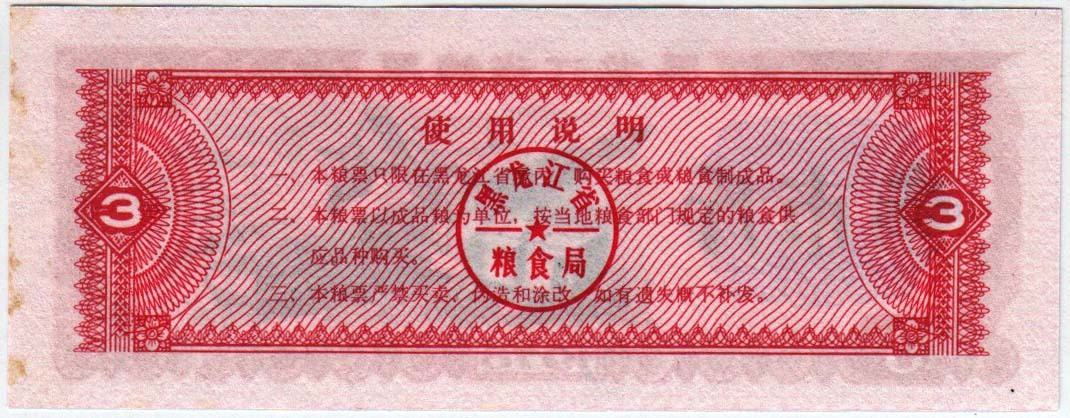 使用说明
一、本粮票只限在黑龙江省范内，购买粮食或粮食制成品。
二、本粮票以成品粮为单位，按当地粮食部门规定的粮食供
应品种购买。
三、本粮票严禁买卖、伪造和涂改，如有遗失概不补发。
黑龙江省
粮食局
3
3